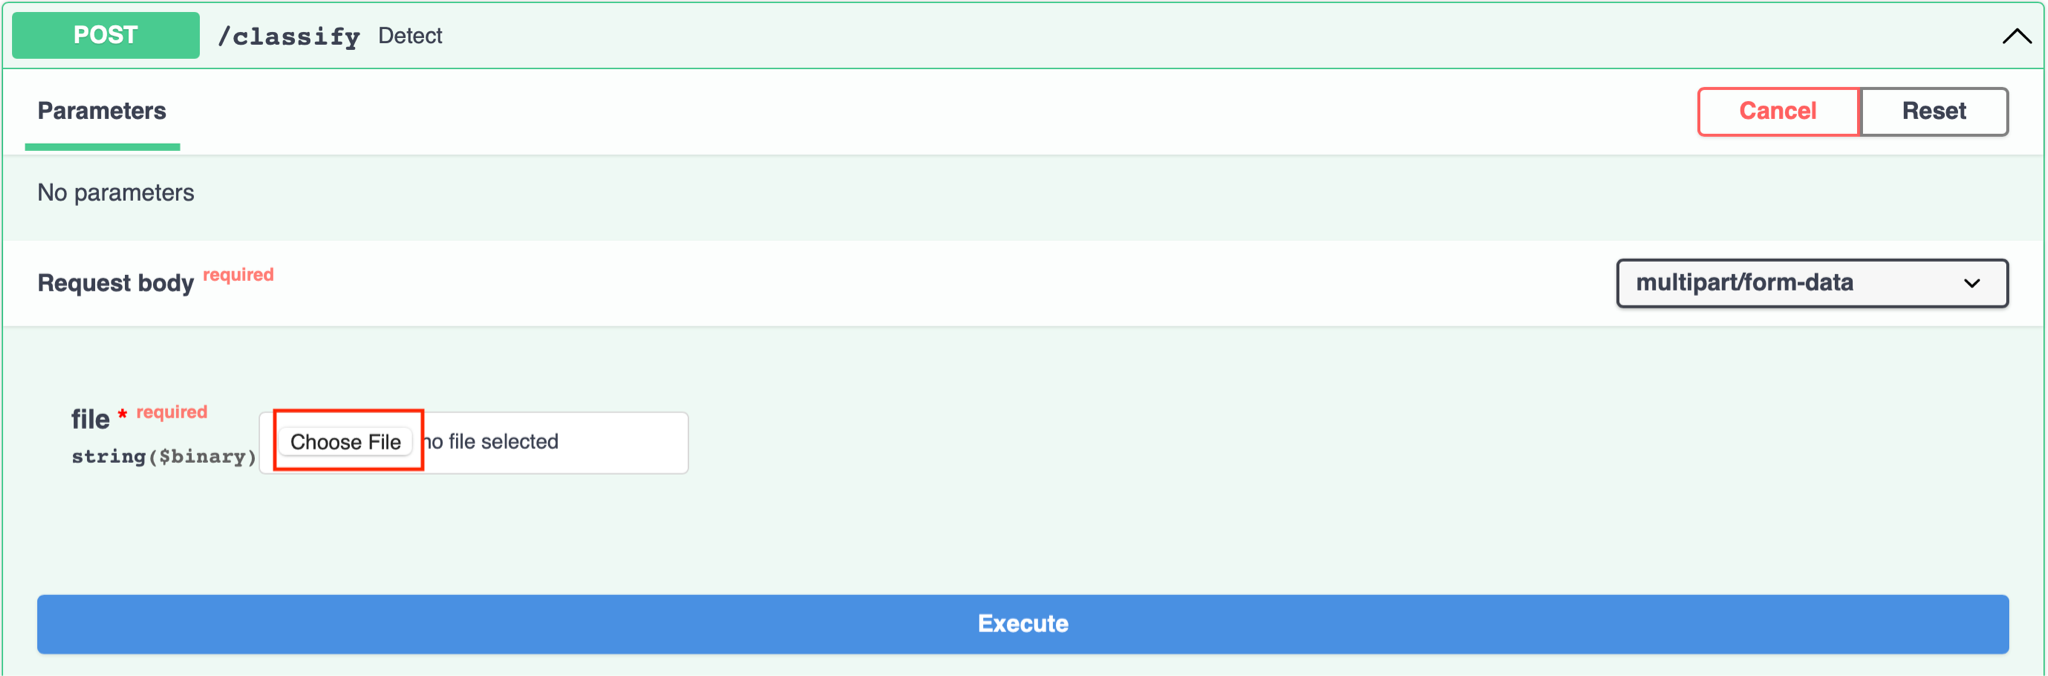 POST /classify Detect
Parameters
Cancel Reset
No parameters
Request body required
multipart/form-data
file * required
string($binary)
Choose File no file selected
Execute